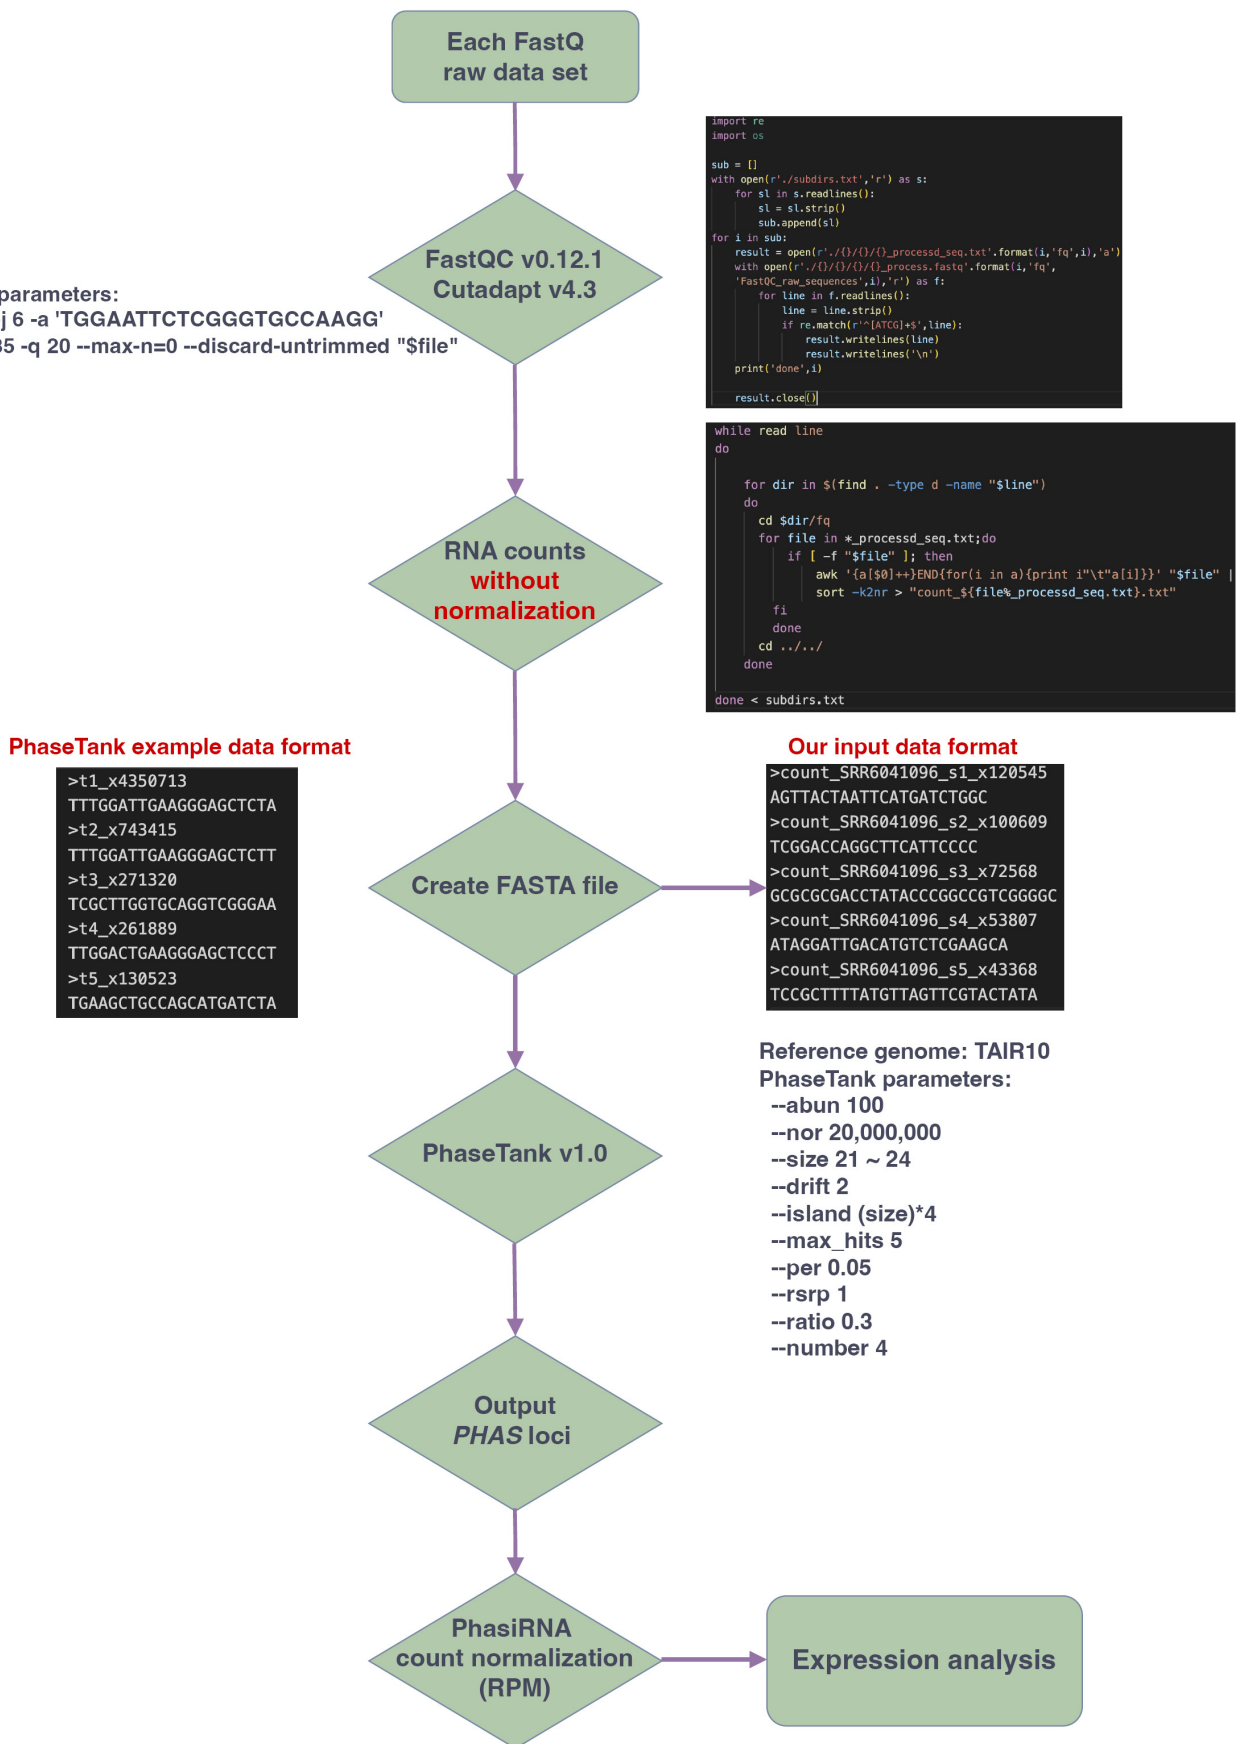 Each FastQ
raw data set
FastQC v0.12.1
Cutadapt v4.3
parameters:
j 6 -a 'TGGAATTCTCGGGTGCCAAGG'
35 -q 20 --max-n=0 --discard-untrimmed "$file"
import re
import os
sub = []
with open(r'./subdirs.txt','r') as s:
for sl in s.readlines():
sl = sl.strip()
sub.append(sl)
for i in sub:
result = open(r'./{}/{}/{}_processd_seq.txt'.format(i,'fq',i),'a')
with open(r'./{}/{}/{}/{}_process.fastq'.format(i,'fq',
'FastQC_raw_sequences',i),'r') as f:
for line in f.readlines():
line = line.strip()
if re.match(r'^[ATCG]+$',line):
result.writelines(line)
result.writelines('\n')
print('done',i)
result.close()
RNA counts
without
normalization
while read line
do
for dir in $(find . -type d -name "$line")
do
cd $dir/fq
for file in *_processd_seq.txt;do
if [ -f "$file" ]; then
awk '{a[$0]++}END{for(i in a){print i"\t"a[i]}}' "$file" |
sort -k2nr > "count_${file%_processd_seq.txt}.txt"
fi
done
cd ../../
done
done < subdirs.txt
PhaseTank example data format
>t1_x4350713
TTTGGATTGAAGGGAGCTCTA
>t2_x743415
TTTGGATTGAAGGGAGCTCTT
>t3_x271320
TCGCTTGGTGCAGGTCGGGAA
>t4_x261889
TTGGACTGAAGGGAGCTCCCT
>t5_x130523
TGAAGCTGCCAGCATGATCTA
Create FASTA file
Our input data format
>count_SRR6041096_s1_x120545
AGTTACTAATTCATGATCTGGC
>count_SRR6041096_s2_x100609
TCGGACCAGGCTTCATTCCCC
>count_SRR6041096_s3_x72568
GCGCGCGACCTATACCCGGCCGTCGGGGC
>count_SRR6041096_s4_x53807
ATAGGATTGACATGTCTCGAAGCA
>count_SRR6041096_s5_x43368
TCCGCTTTTATGTTAGTTCGTACTATA
PhaseTank v1.0
Reference genome: TAIR10
PhaseTank parameters:
--abun 100
--nor 20,000,000
--size 21 ~ 24
--drift 2
--island (size)*4
--max_hits 5
--per 0.05
--rsrp 1
--ratio 0.3
--number 4
Output
PHAS loci
PhasiRNA
count normalization
(RPM)
Expression analysis